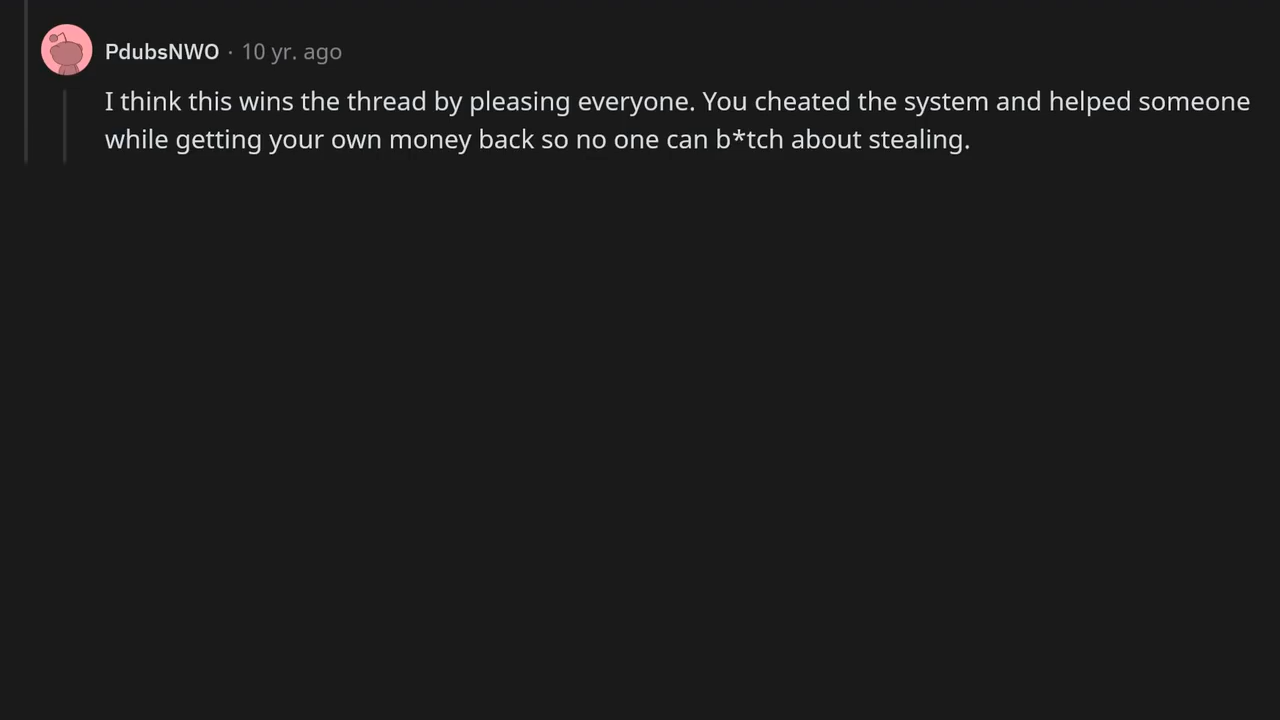 PdubsNWO · 10 yr. ago
I think this wins the thread by pleasing everyone. You cheated the system and helped someone
while getting your own money back so no one can b*tch about stealing.